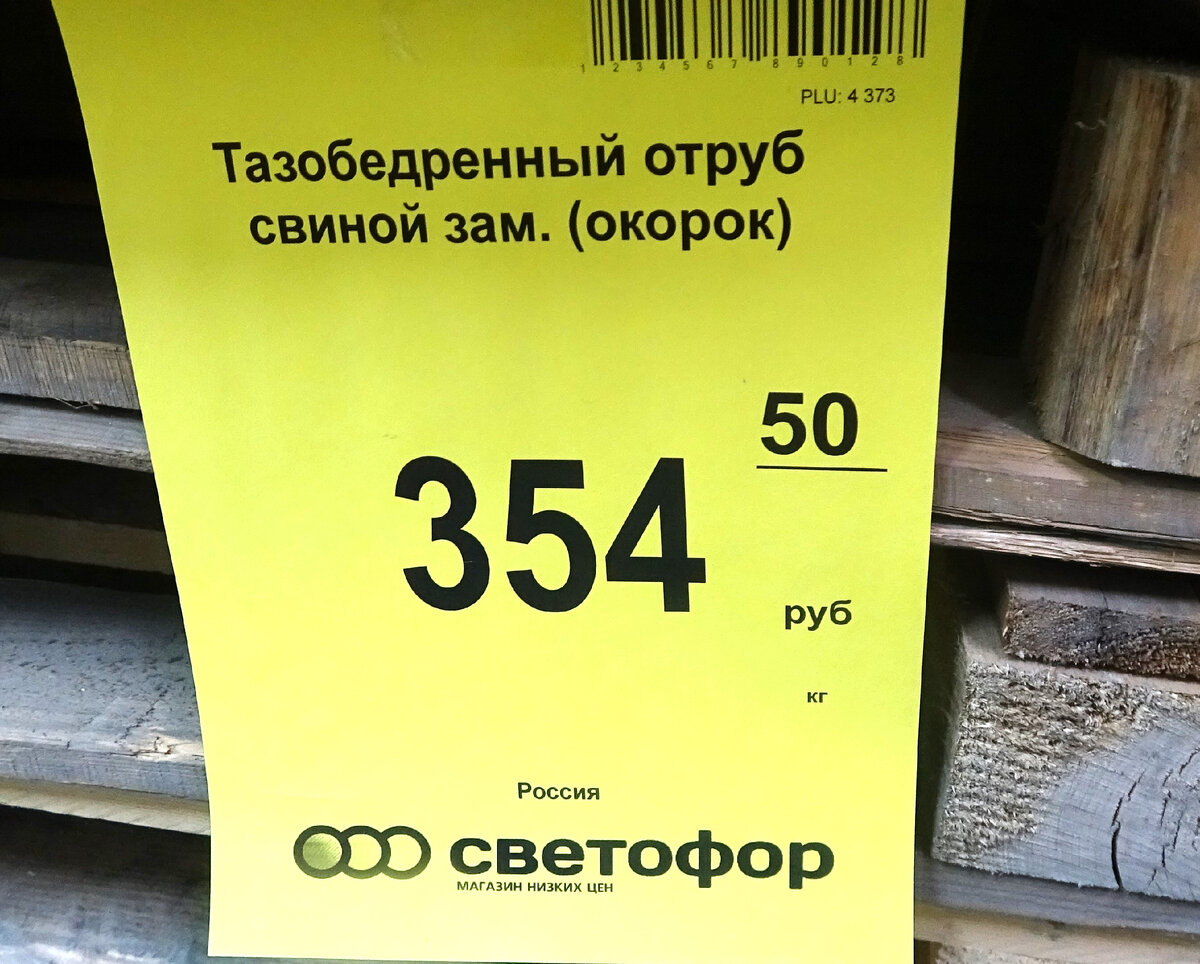 1 2 3 4 5 6 7 8 9 0 1 2 8
PLU: 4 373
Тазобедренный отруб
свиной зам. (окорок)
354 50
руб
кг
Россия
светофор
МАГАЗИН НИЗКИХ ЦЕН